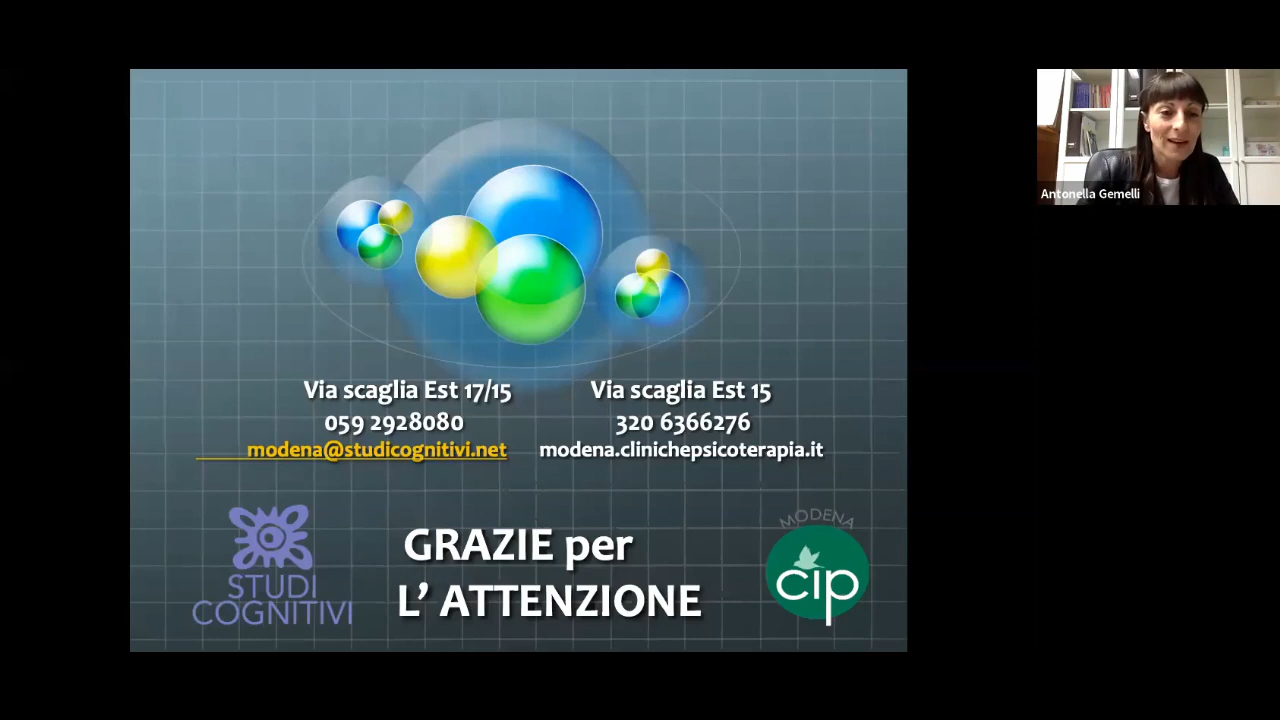 Antonella Gemelli
Via scaglia Est 17/15
059 2928080
modena@studicognitivi.net
Via scaglia Est 15
320 6366276
modena.clinichepsicoterapia.it
STUDI
COGNITIVI
GRAZIE per
L’ ATTENZIONE
MODENA
cip